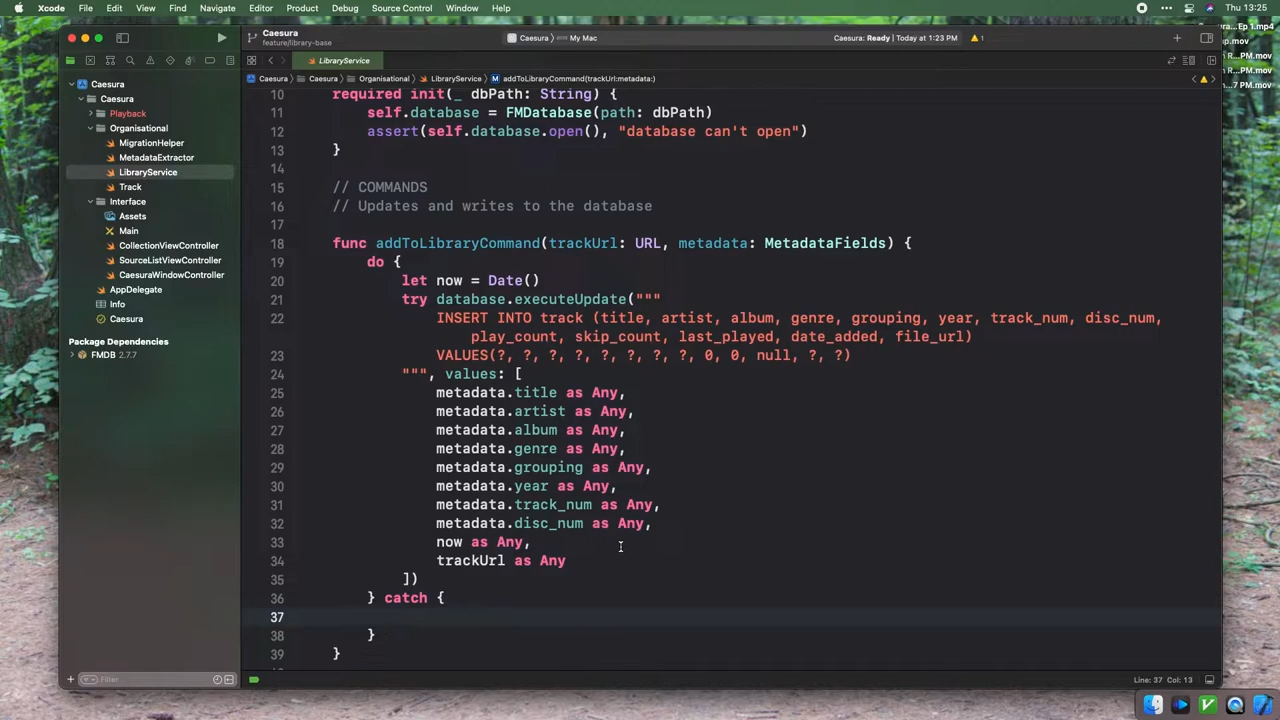 Xcode File Edit View Find Navigate Editor Product Debug Source Control Window Help
Thu 13:25
Ep 1.mp4
Caesura
feature/library-base
Caesura
My Mac
Caesura: Ready | Today at 1:23 PM
1
LibraryService
Caesura
Caesura
Organisational
LibraryService
M addToLibraryCommand(trackUrl:metadata:)
Caesura
Caesura
Playback
Organisational
MigrationHelper
MetadataExtractor
LibraryService
Track
Interface
Assets
Main
CollectionViewController
SourceListViewController
CaesuraWindowController
AppDelegate
Info
Caesura
Package Dependencies
FMDB 2.7.7
Filter
10 required init(_ dbPath: String) {
11 self.database = FMDatabase(path: dbPath)
12 assert(self.database.open(), "database can't open")
13 }
14
15 // COMMANDS
16 // Updates and writes to the database
17
18 func addToLibraryCommand(trackUrl: URL, metadata: MetadataFields) {
19 do {
20 let now = Date()
21 try database.executeUpdate("""
22 INSERT INTO track (title, artist, album, genre, grouping, year, track_num, disc_num,
play_count, skip_count, last_played, date_added, file_url)
23 VALUES(?, ?, ?, ?, ?, ?, ?, ?, 0, 0, null, ?, ?)
24 """, values: [
25 metadata.title as Any,
26 metadata.artist as Any,
27 metadata.album as Any,
28 metadata.genre as Any,
29 metadata.grouping as Any,
30 metadata.year as Any,
31 metadata.track_num as Any,
32 metadata.disc_num as Any,
33 now as Any,
34 trackUrl as Any
35 ])
36 } catch {
37
38 }
39 }
Line: 37 Col: 13